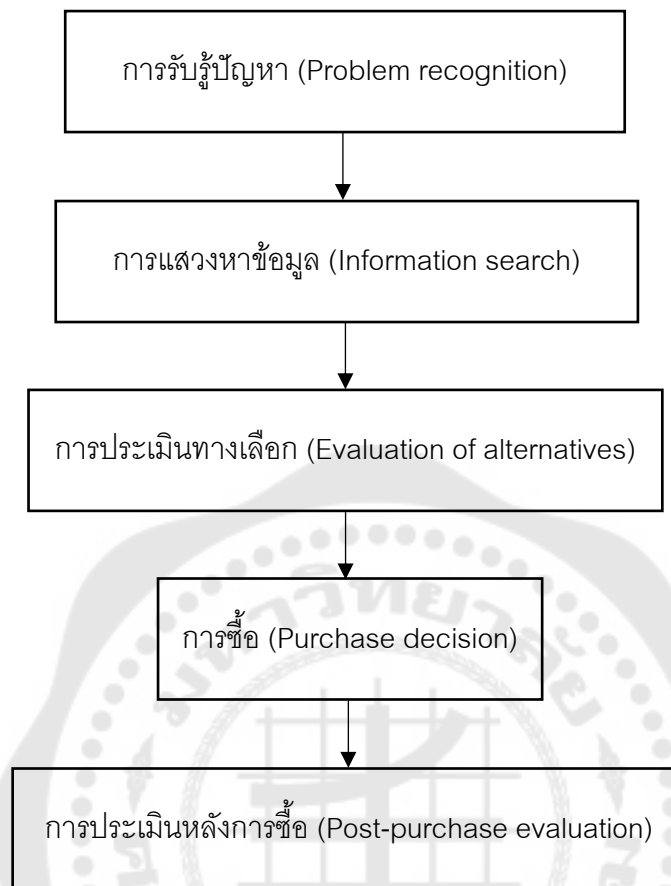 การรับรู้ปัญหา (Problem recognition)
การแสวงหาข้อมูล (Information search)
การประเมินทางเลือก (Evaluation of alternatives)
การซื้อ (Purchase decision)
การประเมินหลังการซื้อ (Post-purchase evaluation)